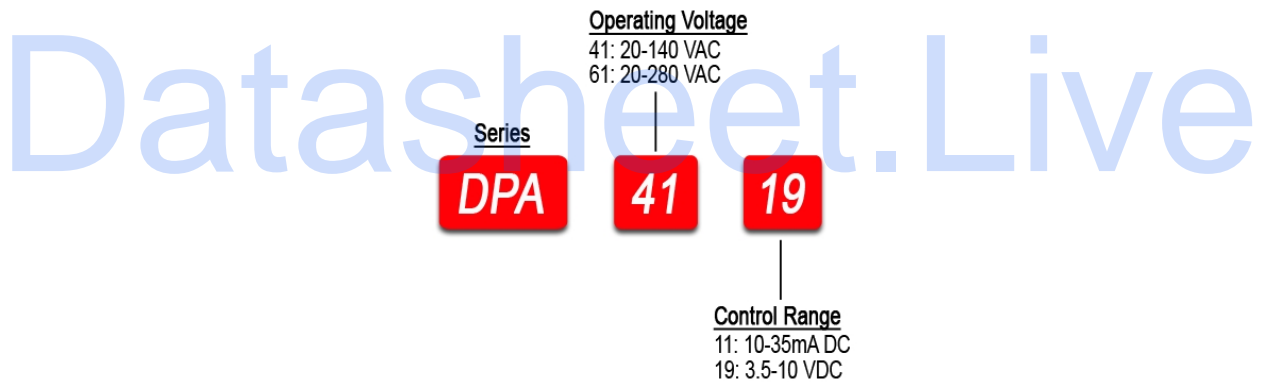 Operating Voltage
41: 20-140 VAC
61: 20-280 VAC
Datasheet.Live
Series
DPA 41 19
Control Range
11: 10-35mA DC
19: 3.5-10 VDC